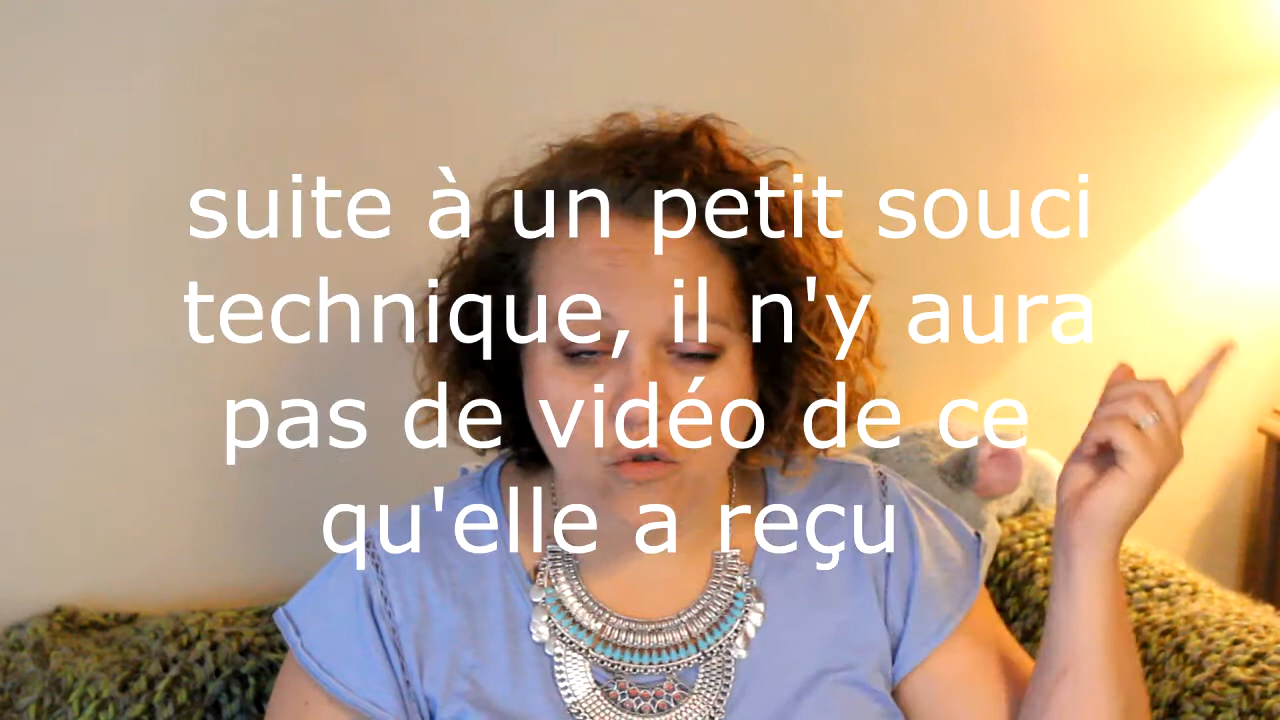 suite à un petit souci
technique, il n'y aura
pas de vidéo de ce
qu'elle a reçu